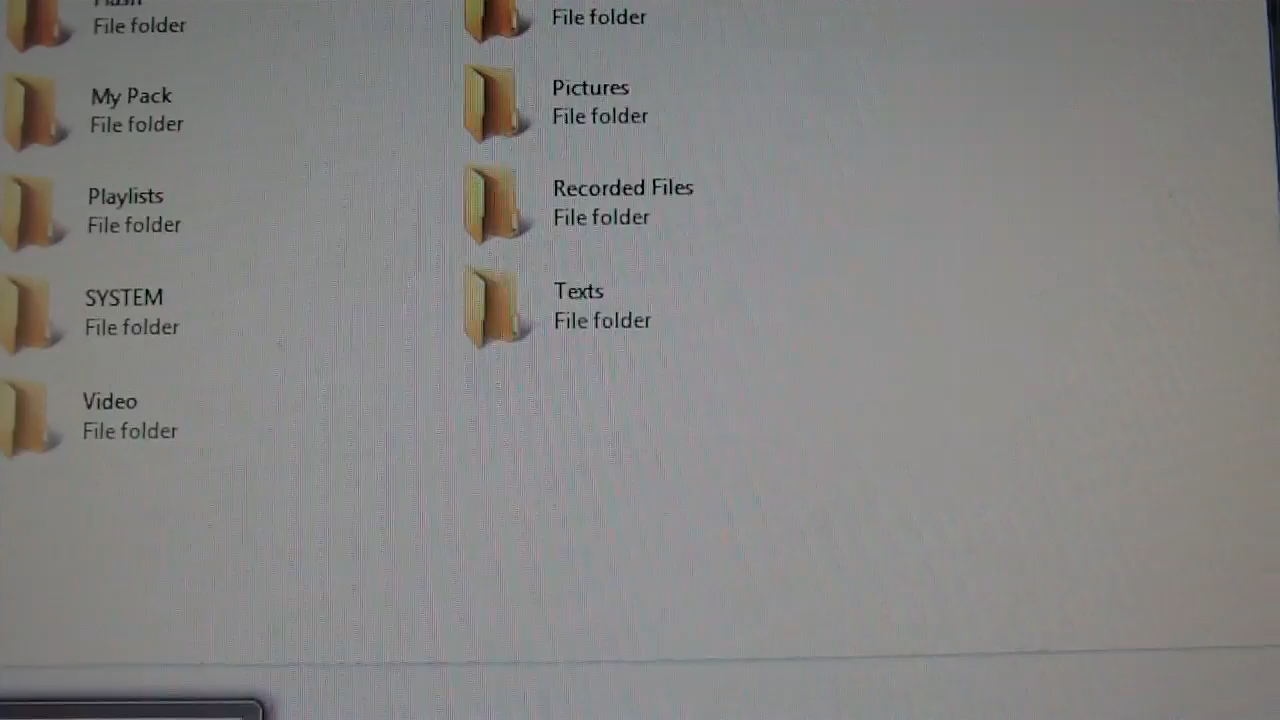 File folder
File folder
My Pack
File folder
Pictures
File folder
Playlists
File folder
Recorded Files
File folder
SYSTEM
File folder
Texts
File folder
Video
File folder